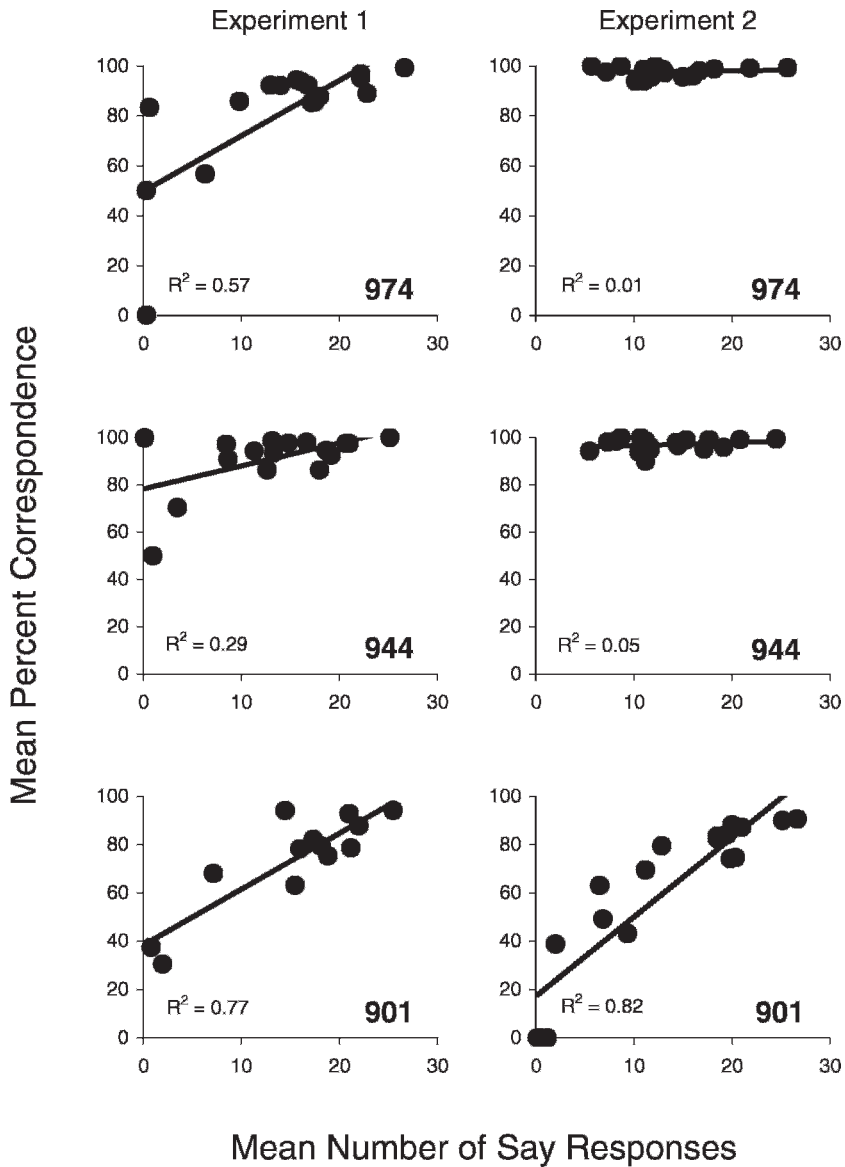 Experiment 1 Experiment 2
Mean Percent Correspondence
100 100
80 80
60 60
40 40
20 20
0 0
R² = 0.57 974 R² = 0.01 974
0 10 20 30 0 10 20 30
100 100
80 80
60 60
40 40
20 20
0 0
R² = 0.29 944 R² = 0.05 944
0 10 20 30 0 10 20 30
100 100
80 80
60 60
40 40
20 20
0 0
R² = 0.77 901 R² = 0.82 901
0 10 20 30 0 10 20 30
Mean Number of Say Responses